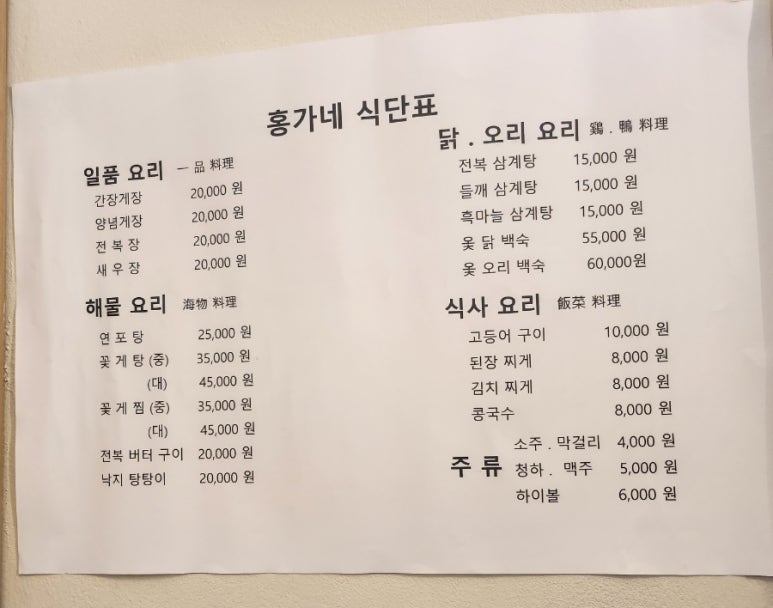 홍가네 식단표
일품 요리 一 品 料理
간장게장 20,000 원
양념게장 20,000 원
전 복 장 20,000 원
새 우 장 20,000 원
해물 요리 海物 料理
연 포 탕 25,000 원
꽃 게 탕 (중) 35,000 원
(대) 45,000 원
꽃 게 찜 (중) 35,000 원
(대) 45,000 원
전복 버터 구이 20,000 원
낙지 탕탕이 20,000 원
닭 . 오리 요리 鷄 . 鴨 料理
전복 삼계탕 15,000 원
들깨 삼계탕 15,000 원
흑마늘 삼계탕 15,000 원
옻 닭 백숙 55,000 원
옻 오리 백숙 60,000원
식사 요리 飯菜 料理
고등어 구이 10,000 원
된장 찌게 8,000 원
김치 찌게 8,000 원
콩국수 8,000 원
주 류
소주 . 막걸리 4,000 원
청하 . 맥주 5,000 원
하이볼 6,000 원